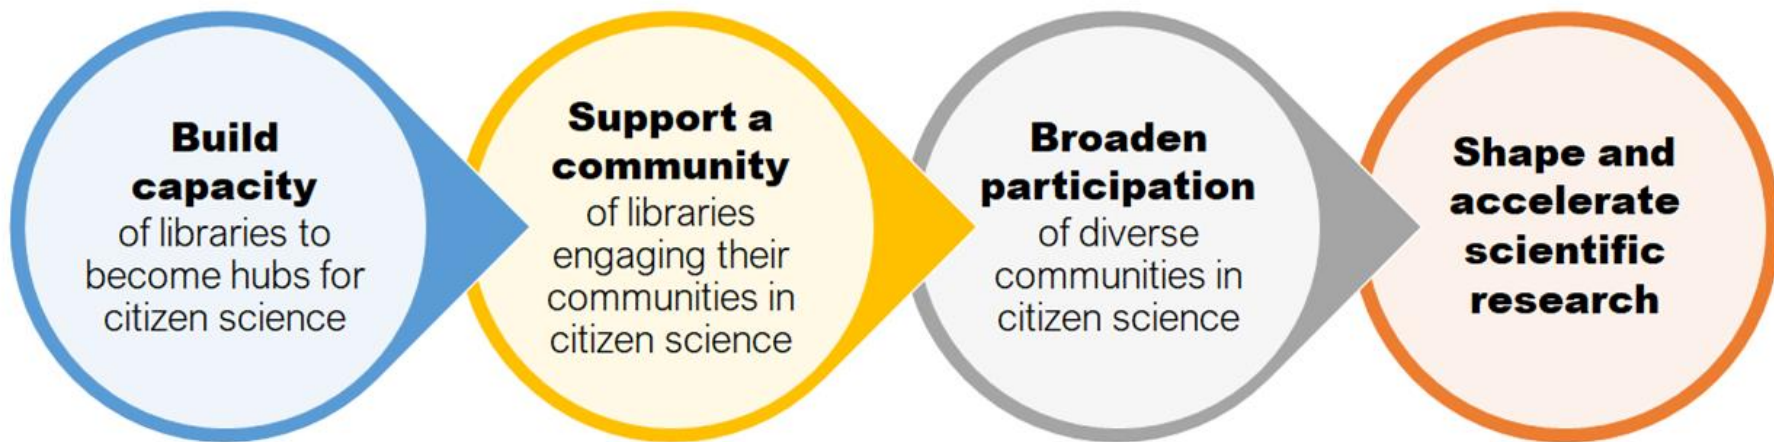 Build
capacity
of libraries to
become hubs for
citizen science
Support a
community
of libraries
engaging their
communities in
citizen science
Broaden
participation
of diverse
communities in
citizen science
Shape and
accelerate
scientific
research